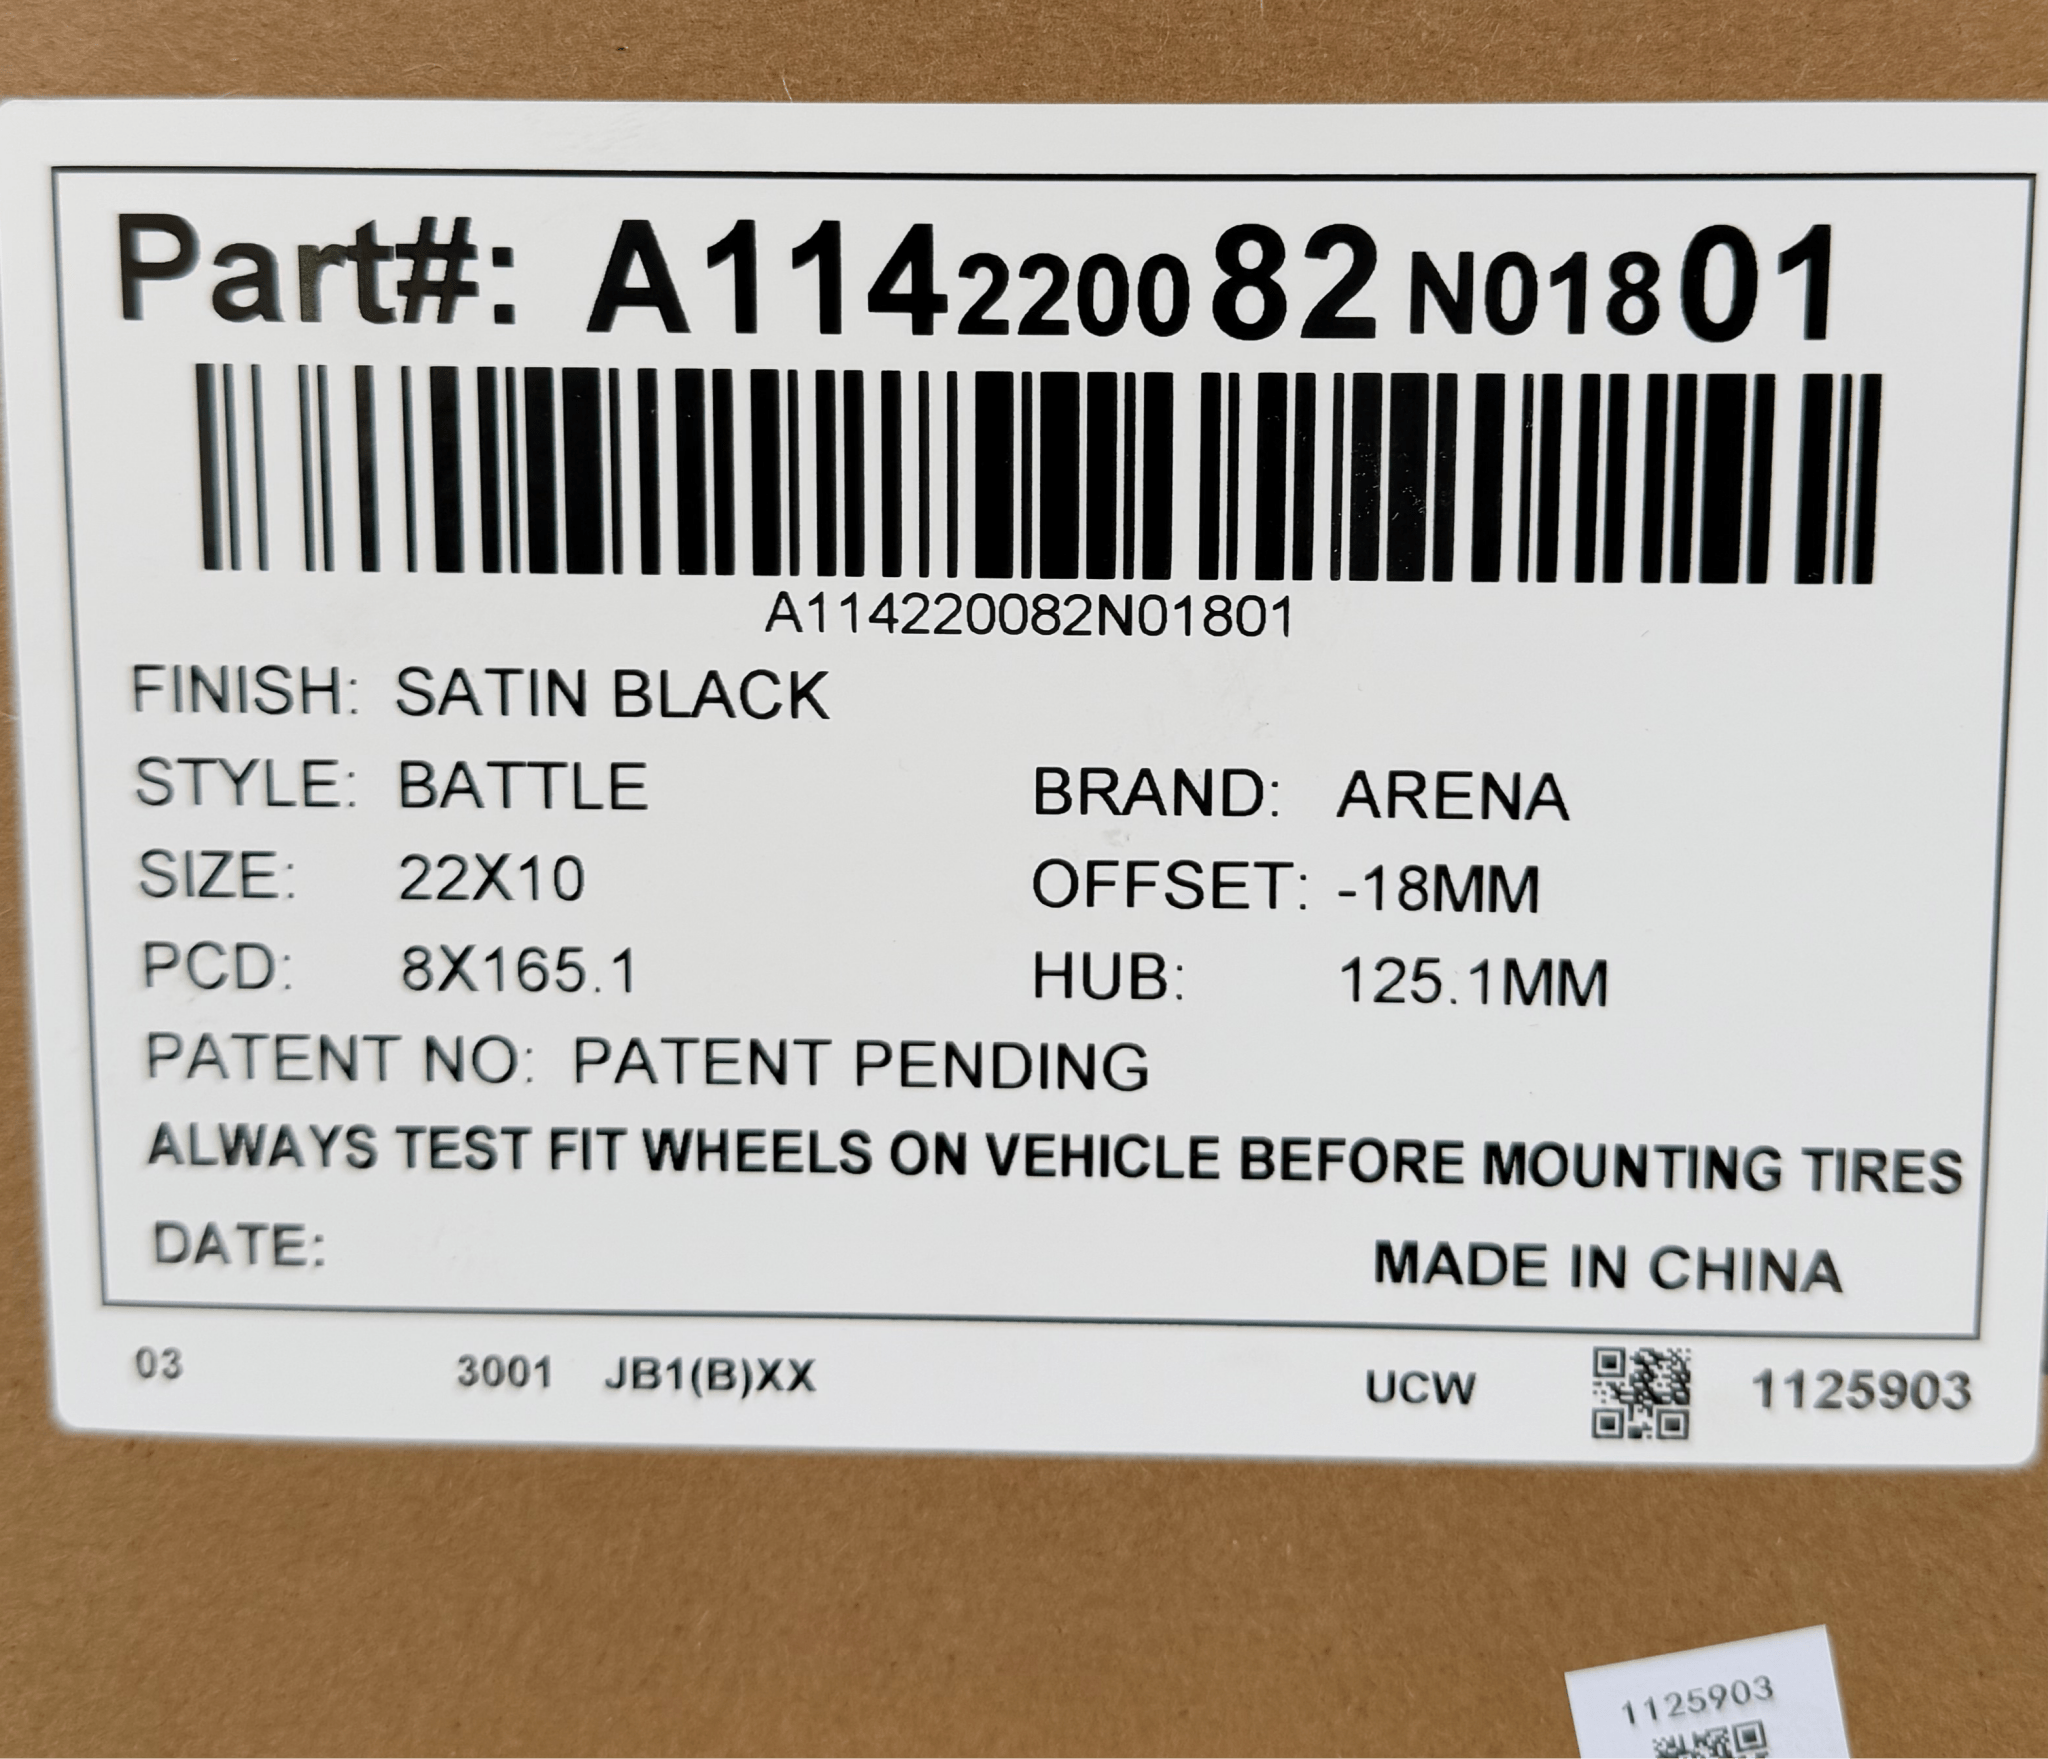 Part#: A114220082N01801
A114220082N01801
FINISH: SATIN BLACK
STYLE: BATTLE BRAND: ARENA
SIZE: 22X10 OFFSET: -18MM
PCD: 8X165.1 HUB: 125.1MM
PATENT NO: PATENT PENDING
ALWAYS TEST FIT WHEELS ON VEHICLE BEFORE MOUNTING TIRES
DATE: MADE IN CHINA
03 3001 JB1(B)XX UCW 1125903
1125903